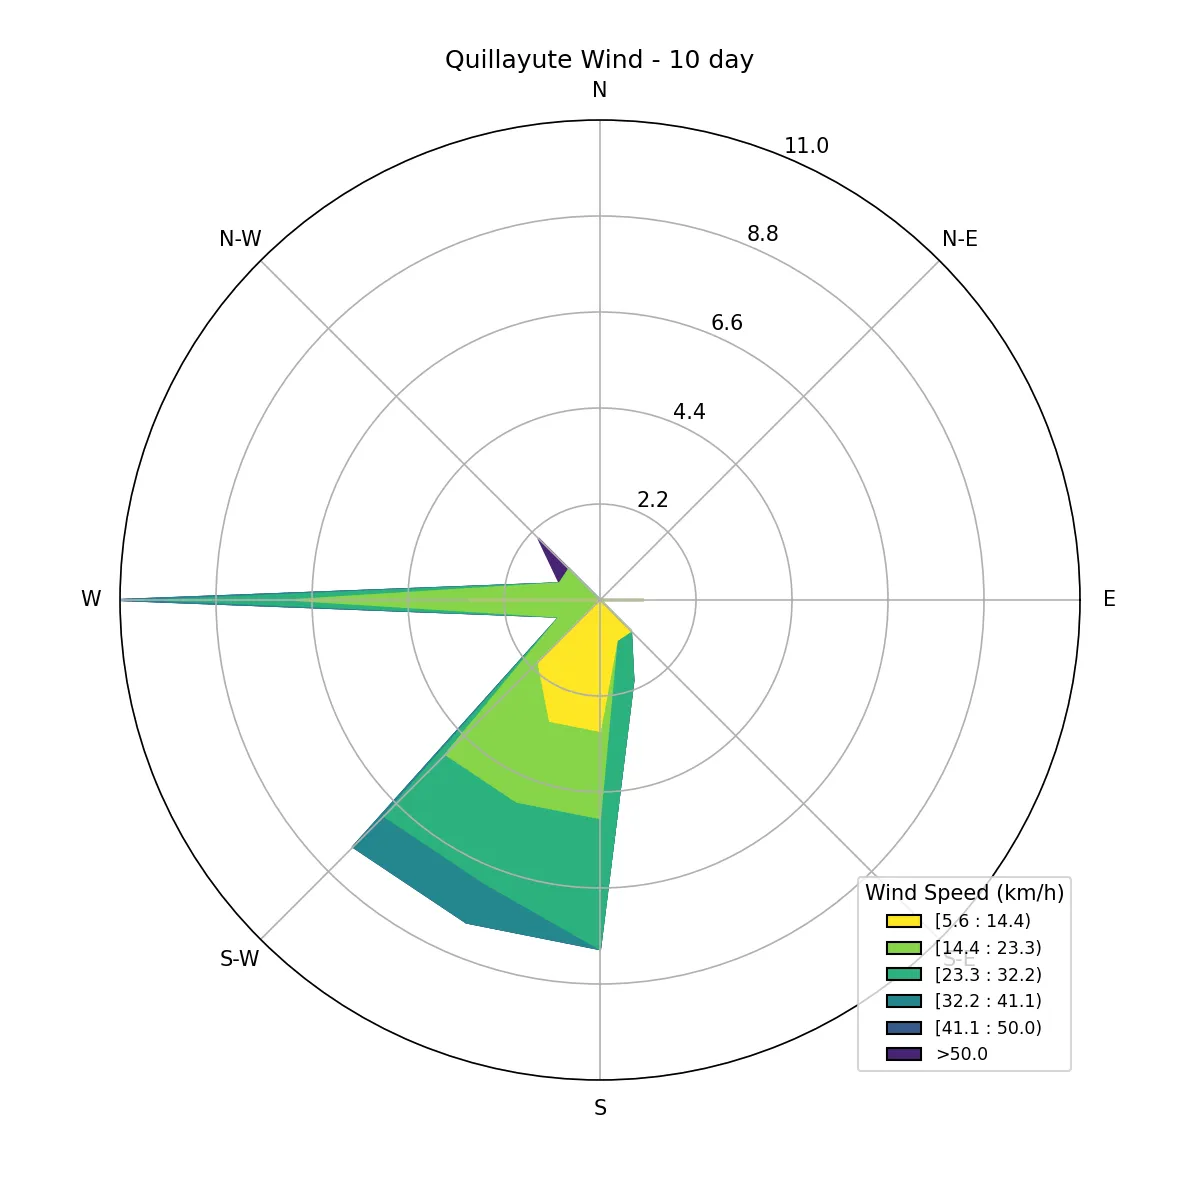 Quillayute Wind - 10 day
N
11.0
N-W
8.8
N-E
6.6
4.4
2.2
W
E
Wind Speed (km/h)
[5.6 : 14.4)
[14.4 : 23.3)
S-W
S-E
[23.3 : 32.2)
[32.2 : 41.1)
[41.1 : 50.0)
>50.0
S